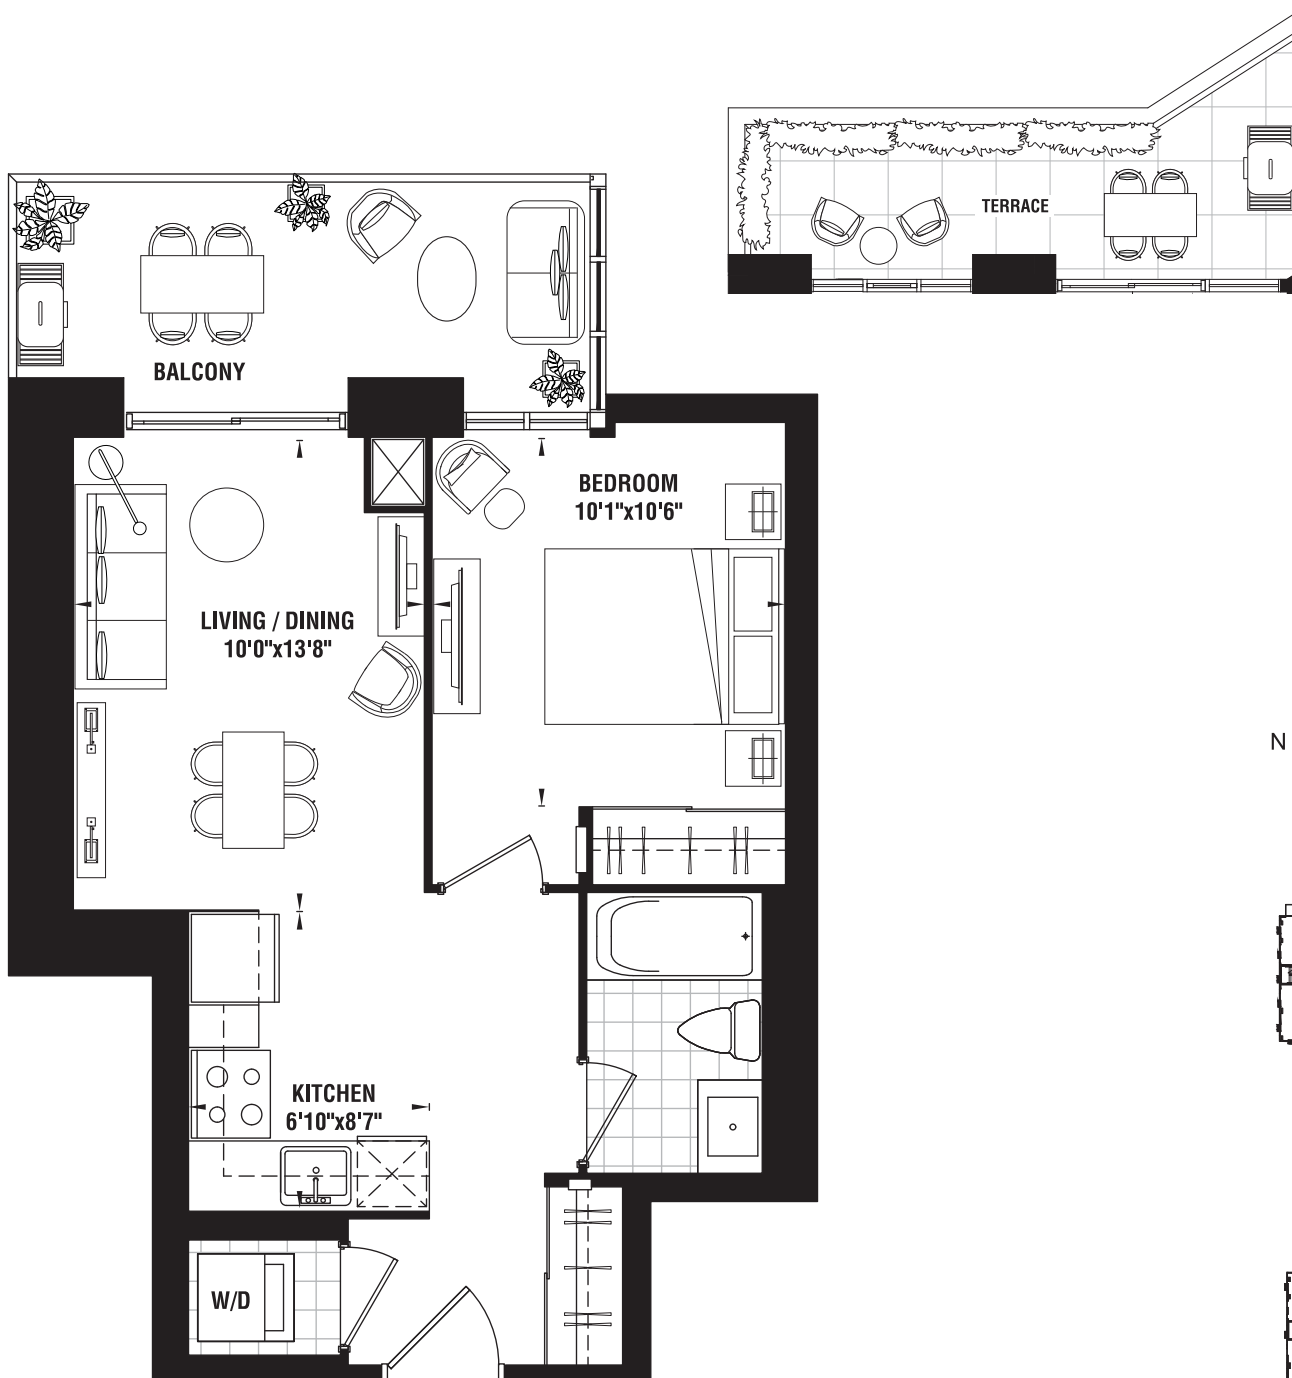 TERRACE
BALCONY
BEDROOM
10'1"x10'6"
LIVING / DINING
10'0"x13'8"
N
KITCHEN
6'10"x8'7"
W/D